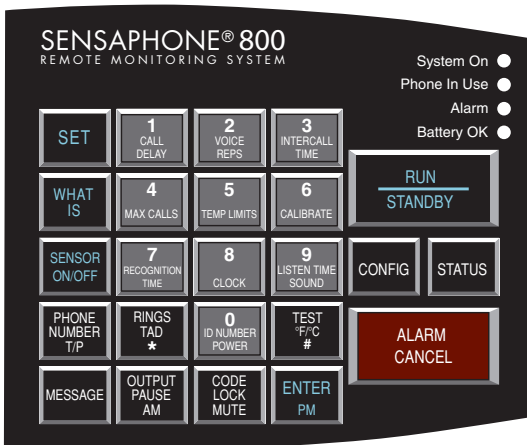 SENSAPHONE® 800
REMOTE MONITORING SYSTEM
System On
Phone In Use
Alarm
Battery OK
SET
1
CALL
DELAY
2
VOICE
REPS
3
INTERCALL
TIME
RUN
STANDBY
WHAT
IS
4
MAX CALLS
5
TEMP LIMITS
6
CALIBRATE
SENSOR
ON/OFF
7
RECOGNITION
TIME
8
CLOCK
9
LISTEN TIME
SOUND
CONFIG
STATUS
PHONE
NUMBER
T/P
RINGS
TAD
*
0
ID NUMBER
POWER
TEST
°F/°C
#
ALARM
CANCEL
MESSAGE
OUTPUT
PAUSE
AM
CODE
LOCK
MUTE
ENTER
PM